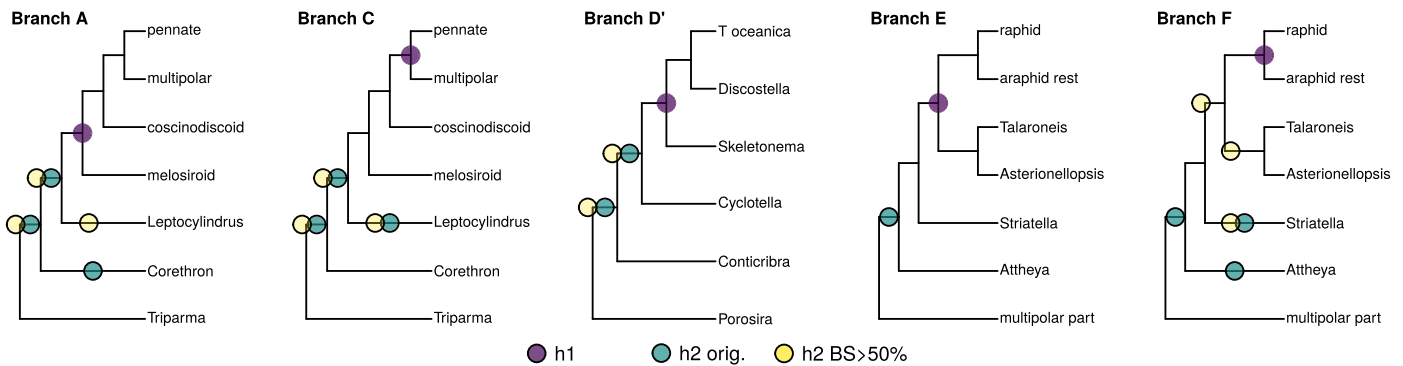 Branch A
pennate
multipolar
coscinodiscoid
melosiroid
Leptocylindrus
Corethron
Triparma
Branch C
pennate
multipolar
coscinodiscoid
melosiroid
Leptocylindrus
Corethron
Triparma
Branch D'
T oceanica
Discostella
Skeletonema
Cyclotella
Conticribra
Porosira
Branch E
raphid
araphid rest
Talaroneis
Asterionellopsis
Striatella
Attheya
multipolar part
Branch F
raphid
araphid rest
Talaroneis
Asterionellopsis
Striatella
Attheya
multipolar part
h1
h2 orig.
h2 BS>50%